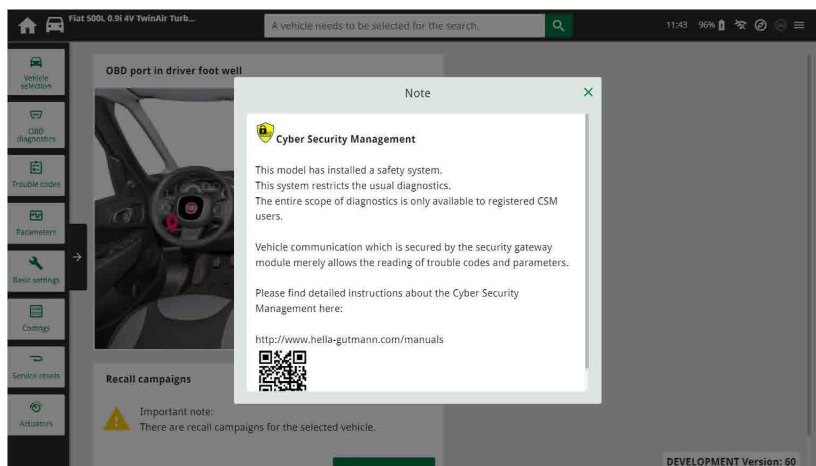 Fiat 500L 0.9i 4V TwinAir Turb...
A vehicle needs to be selected for the search.
11:43 96%
Vehicle
selection
OBD
diagnostics
Trouble codes
Parameters
Basic settings
Codings
Service resets
Actuators
OBD port in driver foot well
Note
Cyber Security Management
This model has installed a safety system.
This system restricts the usual diagnostics.
The entire scope of diagnostics is only available to registered CSM
users.
Vehicle communication which is secured by the security gateway
module merely allows the reading of trouble codes and parameters.
Please find detailed instructions about the Cyber Security
Management here:
http://www.hella-gutmann.com/manuals
Recall campaigns
Important note:
There are recall campaigns for the selected vehicle.
DEVELOPMENT Version: 60